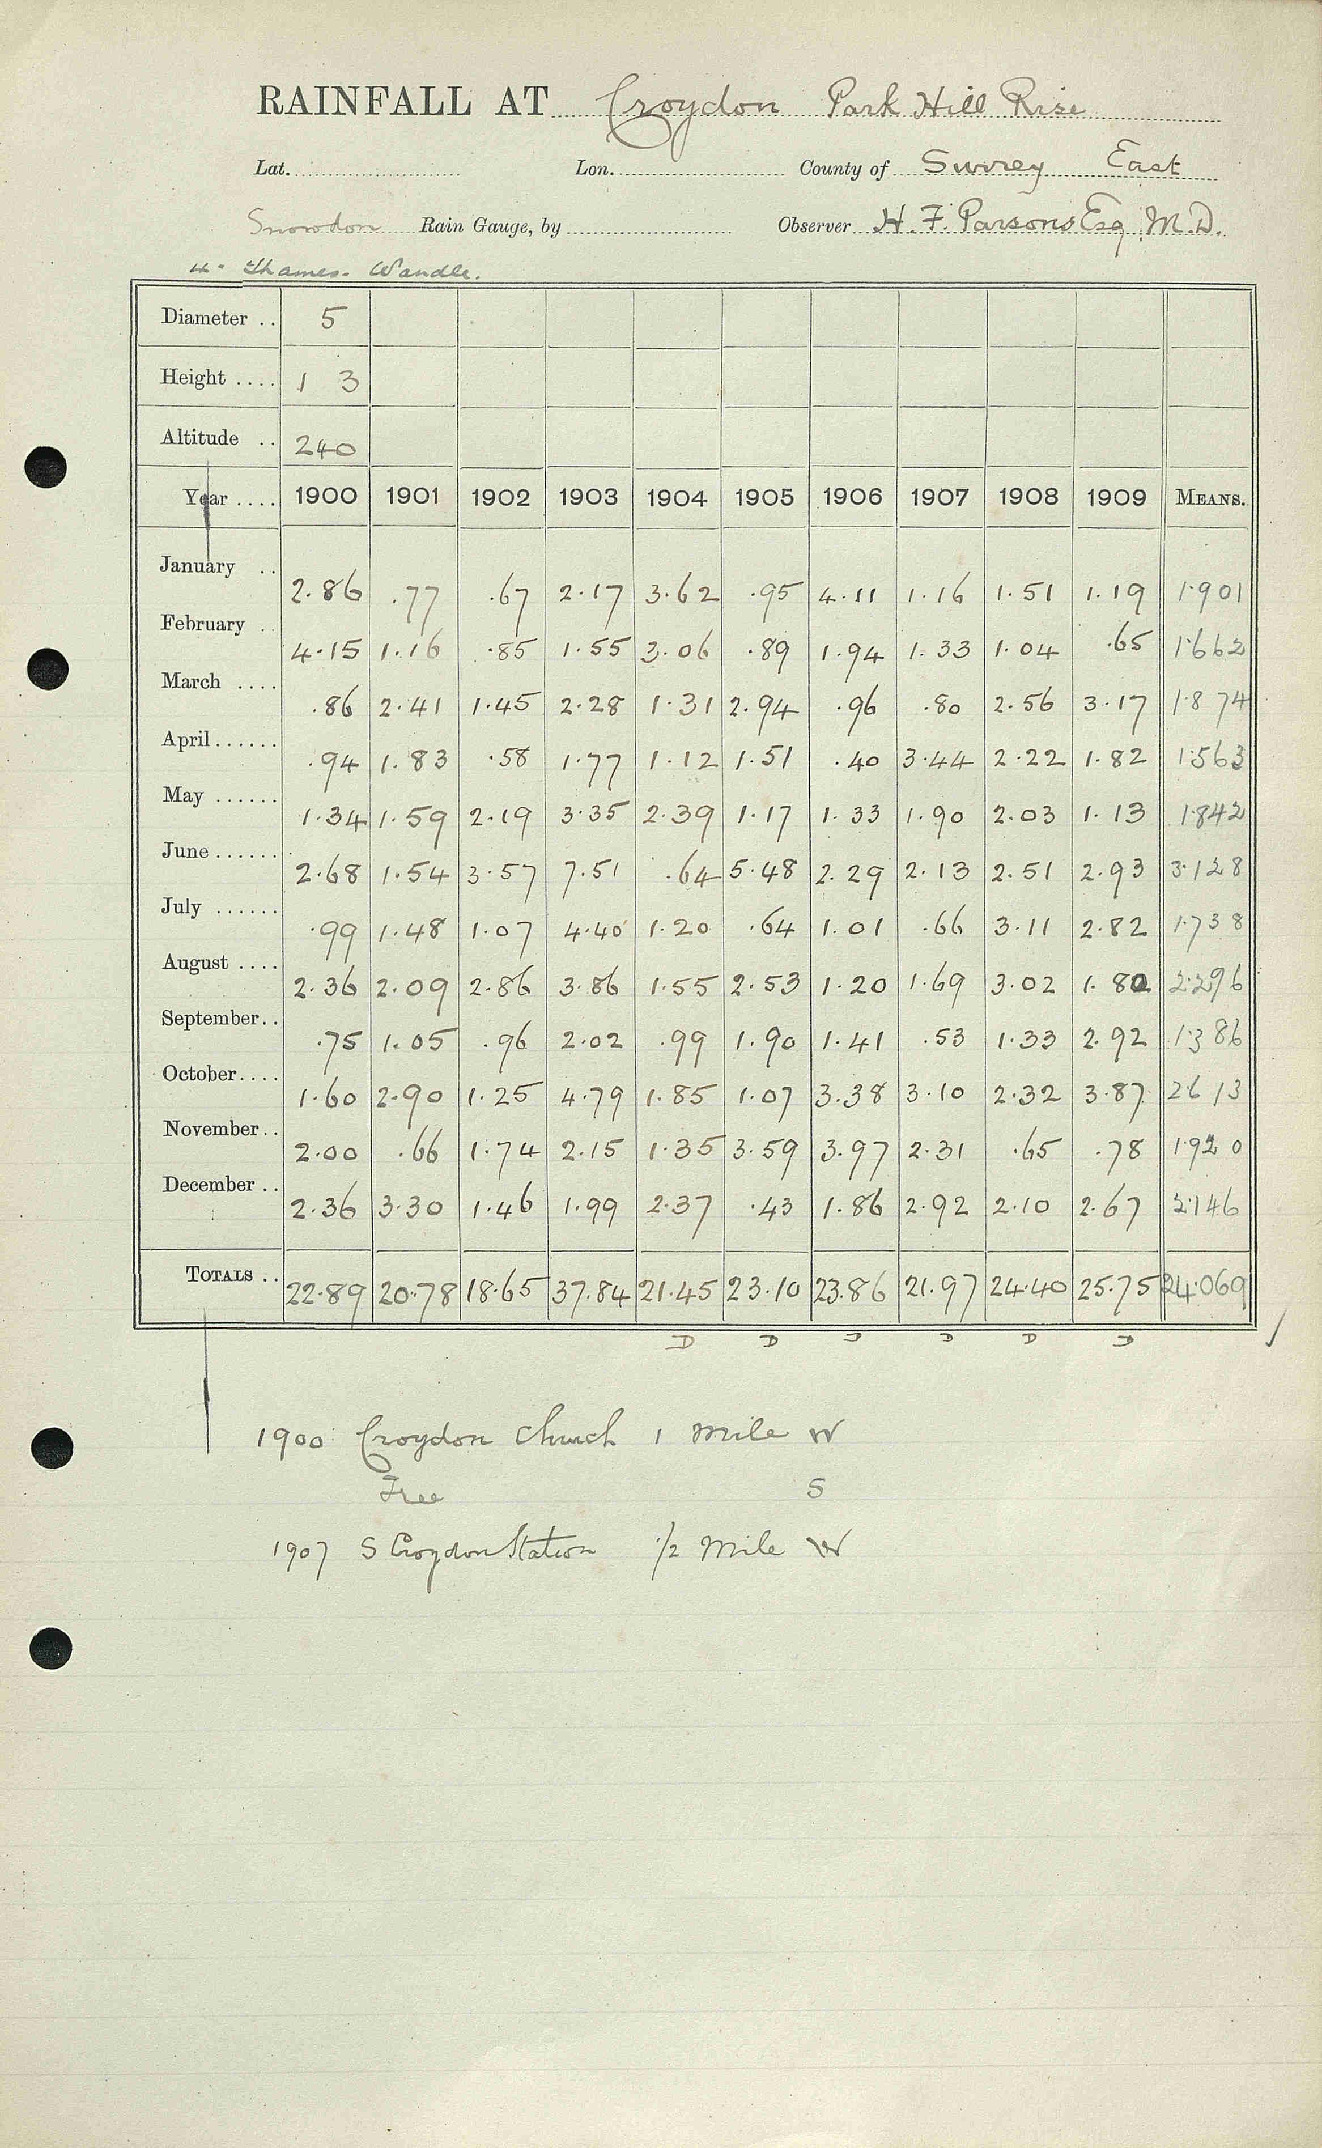 RAINFALL AT Croydon Park Hill Rise
Lat. Lon. County of Surrey East
Snowdon Rain Gauge, by Observer H. F. Parsons Esq M.D.
4. Thames. Wandle.
Diameter .. 5
Height .... 1 3
Altitude .. 240
Year .... 1900 1901 1902 1903 1904 1905 1906 1907 1908 1909 MEANS.
January .. 2.86 .77 .67 2.17 3.62 .95 4.11 1.16 1.51 1.19 1.901
February .. 4.15 1.16 .85 1.55 3.06 .89 1.94 1.33 1.04 .65 1.662
March .... .86 2.41 1.45 2.28 1.31 2.94 .96 .80 2.56 3.17 1.874
April...... .94 1.83 .58 1.77 1.12 1.51 .40 3.44 2.22 1.82 1.563
May ...... 1.34 1.59 2.19 3.35 2.39 1.17 1.33 1.90 2.03 1.13 1.842
June...... 2.68 1.54 3.57 7.51 .64 5.48 2.29 2.13 2.51 2.93 3.128
July ...... .99 1.48 1.07 4.40 1.20 .64 1.01 .66 3.11 2.82 1.738
August .... 2.36 2.09 2.86 3.86 1.55 2.53 1.20 1.69 3.02 1.80 2.296
September.. .75 1.05 .96 2.02 .99 1.90 1.41 .53 1.33 2.92 1.386
October.... 1.60 2.90 1.25 4.79 1.85 1.07 3.38 3.10 2.32 3.87 2613
November.. 2.00 .66 1.74 2.15 1.35 3.59 3.97 2.31 .65 .78 1.920
December .. 2.36 3.30 1.46 1.99 2.37 .43 1.86 2.92 2.10 2.67 2.146
TOTALS .. 22.89 20.78 18.65 37.84 21.45 23.10 23.86 21.97 24.40 25.75 24.069
D D D D D D
1900 Croydon Church 1 mile W
Free S
1907 S Croydon Station 1/2 mile W